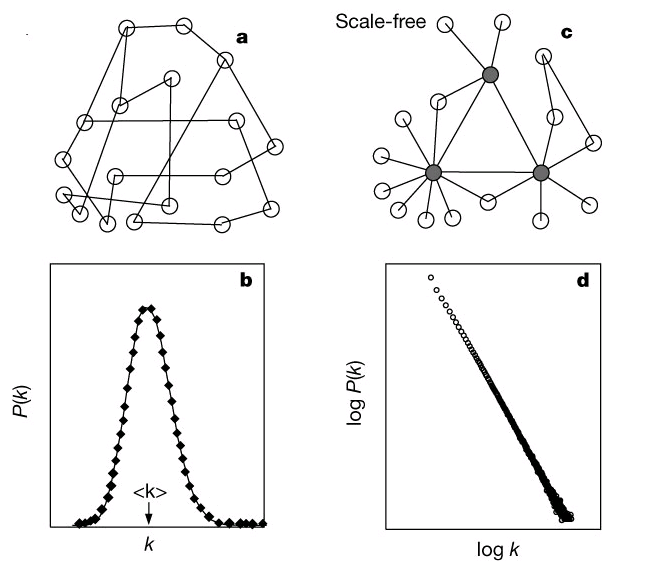 a
Scale-free
c
b
P(k)
<k>
k
d
log P(k)
log k